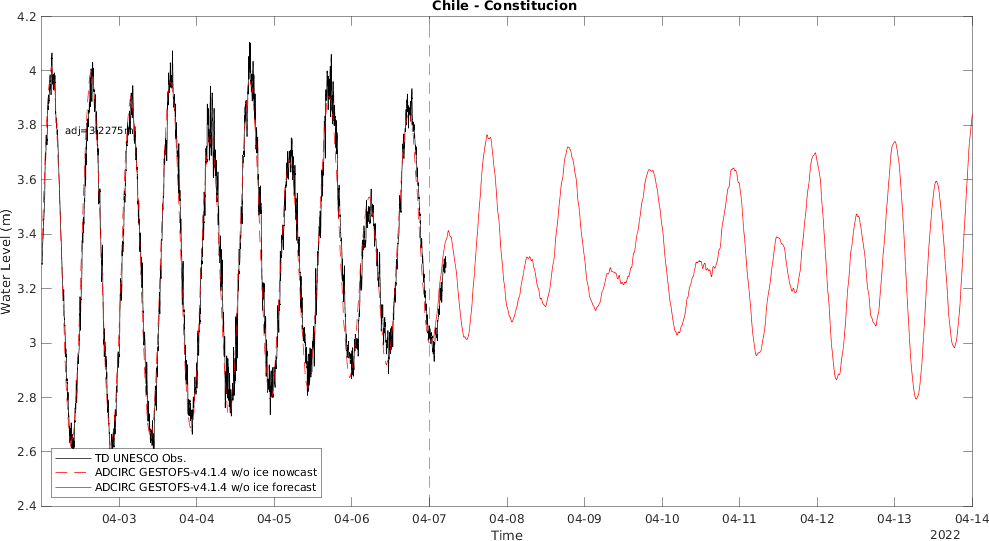 Chile - Constitucion
4.2
4
3.8
3.6
3.4
3.2
3
2.8
2.6
2.4
Water Level (m)
adj=3.2275m
TD UNESCO Obs.
ADCIRC GESTOFS-v4.1.4 w/o ice nowcast
ADCIRC GESTOFS-v4.1.4 w/o ice forecast
04-03 04-04 04-05 04-06 04-07 04-08 04-09 04-10 04-11 04-12 04-13 04-14
Time
2022